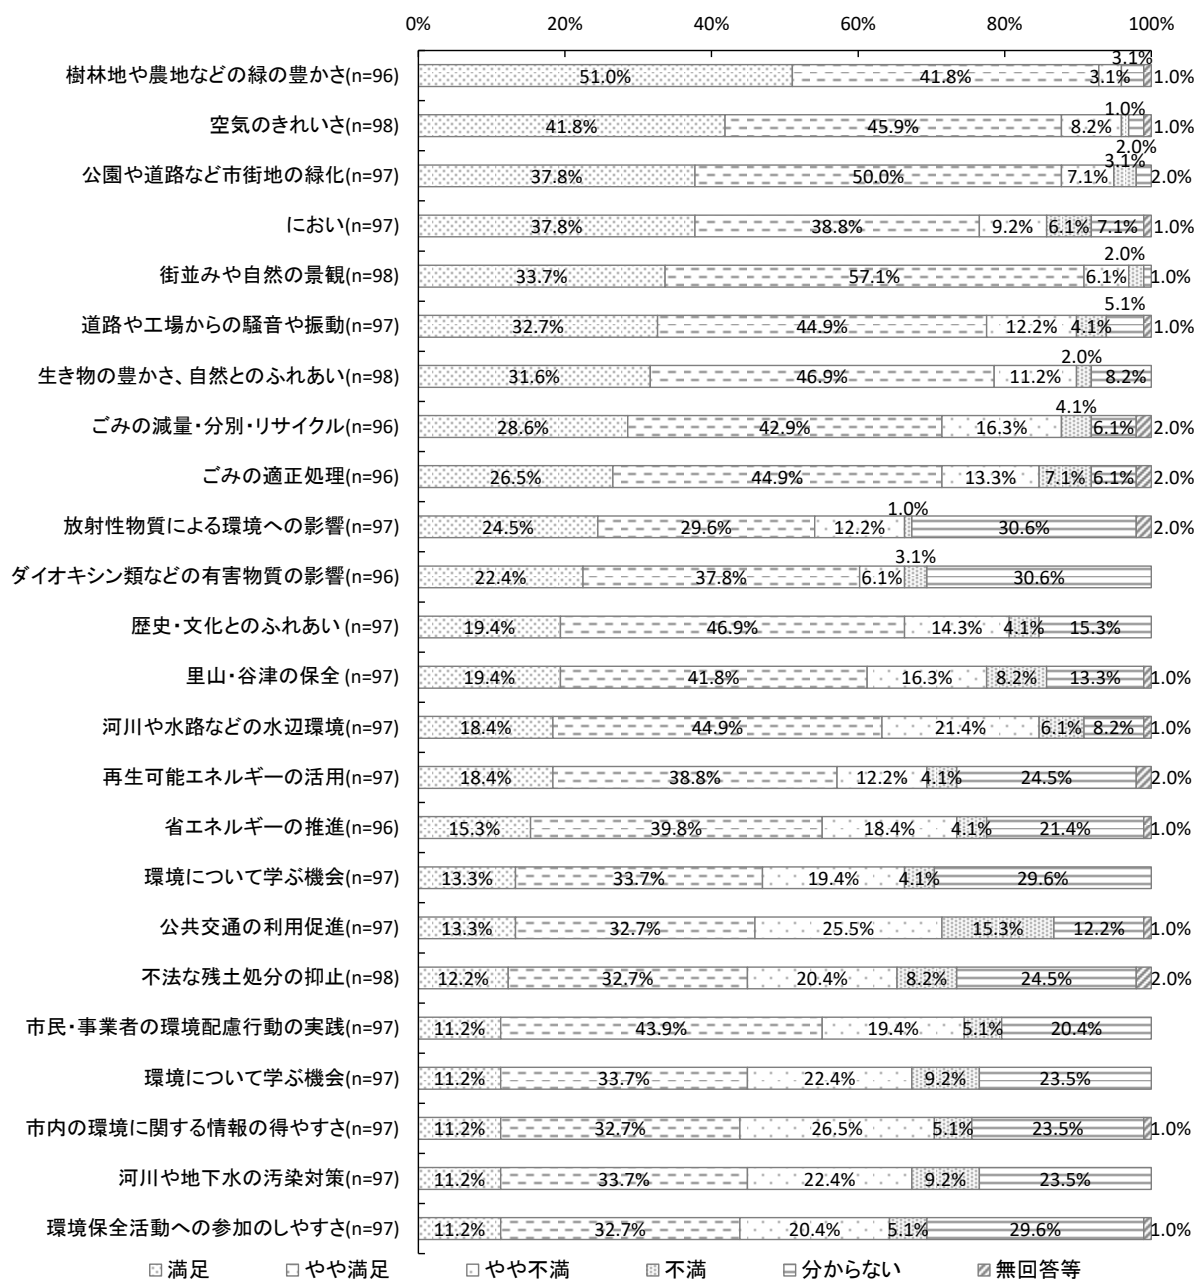 0% 20% 40% 60% 80% 100%
樹林地や農地などの緑の豊かさ(n=96) 51.0% 41.8% 3.1% 3.1% 1.0%
空気のきれいさ(n=98) 41.8% 45.9% 8.2% 1.0% 2.0% 1.0%
公園や道路など市街地の緑化(n=97) 37.8% 50.0% 7.1% 3.1% 2.0%
におい(n=97) 37.8% 38.8% 9.2% 6.1% 7.1% 1.0%
街並みや自然の景観(n=98) 33.7% 57.1% 6.1% 2.0% 1.0%
道路や工場からの騒音や振動(n=97) 32.7% 44.9% 12.2% 4.1% 5.1% 1.0%
生き物の豊かさ、自然とのふれあい(n=98) 31.6% 46.9% 11.2% 2.0% 8.2%
ごみの減量・分別・リサイクル(n=96) 28.6% 42.9% 16.3% 4.1% 6.1% 2.0%
ごみの適正処理(n=96) 26.5% 44.9% 13.3% 7.1% 6.1% 2.0%
放射性物質による環境への影響(n=97) 24.5% 29.6% 12.2% 1.0% 30.6% 2.0%
ダイオキシン類などの有害物質の影響(n=96) 22.4% 37.8% 6.1% 3.1% 30.6%
歴史・文化とのふれあい(n=97) 19.4% 46.9% 14.3% 4.1% 15.3%
里山・谷津の保全(n=97) 19.4% 41.8% 16.3% 8.2% 13.3% 1.0%
河川や水路などの水辺環境(n=97) 18.4% 44.9% 21.4% 6.1% 8.2% 1.0%
再生可能エネルギーの活用(n=97) 18.4% 38.8% 12.2% 4.1% 24.5% 2.0%
省エネルギーの推進(n=96) 15.3% 39.8% 18.4% 4.1% 21.4% 1.0%
環境について学ぶ機会(n=97) 13.3% 33.7% 19.4% 4.1% 29.6%
公共交通の利用促進(n=97) 13.3% 32.7% 25.5% 15.3% 12.2% 1.0%
不法な残土処分の抑止(n=98) 12.2% 32.7% 20.4% 8.2% 24.5% 2.0%
市民・事業者の環境配慮行動の実践(n=97) 11.2% 43.9% 19.4% 5.1% 20.4%
環境について学ぶ機会(n=97) 11.2% 33.7% 22.4% 9.2% 23.5%
市内の環境に関する情報の得やすさ(n=97) 11.2% 32.7% 26.5% 5.1% 23.5% 1.0%
河川や地下水の汚染対策(n=97) 11.2% 33.7% 22.4% 9.2% 23.5%
環境保全活動への参加のしやすさ(n=97) 11.2% 32.7% 20.4% 5.1% 29.6% 1.0%
満足 やや満足 やや不満 不満 分からない 無回答等